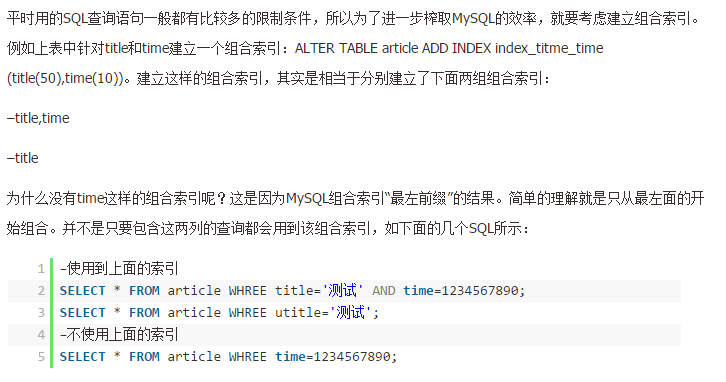 平时用的SQL查询语句一般都有比较多的限制条件，所以为了进一步榨取MySQL的效率，就要考虑建立组合索引。
例如上表中针对title和time建立一个组合索引：ALTER TABLE article ADD INDEX index_titme_time
(title(50),time(10))。建立这样的组合索引，其实是相当于分别建立了下面两组组合索引：
–title,time
–title
为什么没有time这样的组合索引呢？这是因为MySQL组合索引“最左前缀”的结果。简单的理解就是只从最左面的开
始组合。并不是只要包含这两列的查询都会用到该组合索引，如下面的几个SQL所示：
1 –使用到上面的索引
2 SELECT * FROM article WHREE title='测试' AND time=1234567890;
3 SELECT * FROM article WHREE utitle='测试';
4 –不使用上面的索引
5 SELECT * FROM article WHREE time=1234567890;